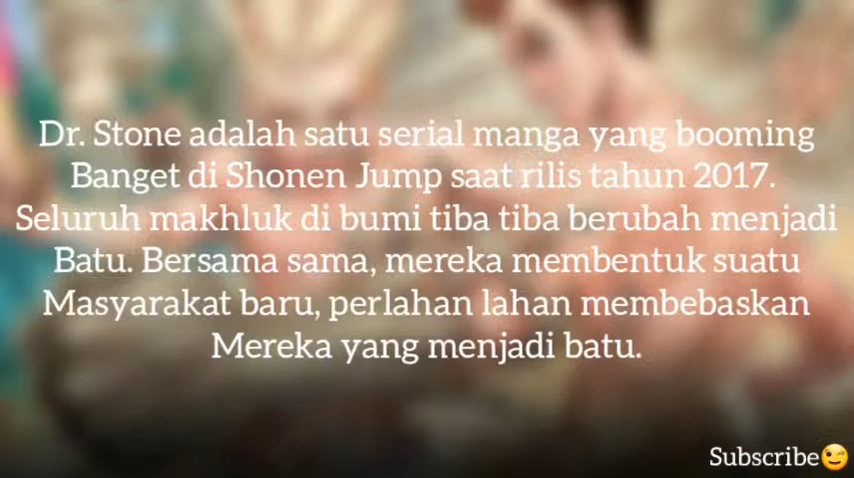 Dr. Stone adalah satu serial manga yang booming
Banget di Shonen Jump saat rilis tahun 2017.
Seluruh makhluk di bumi tiba tiba berubah menjadi
Batu. Bersama sama, mereka membentuk suatu
Masyarakat baru, perlahan lahan membebaskan
Mereka yang menjadi batu.
Subscribe😉